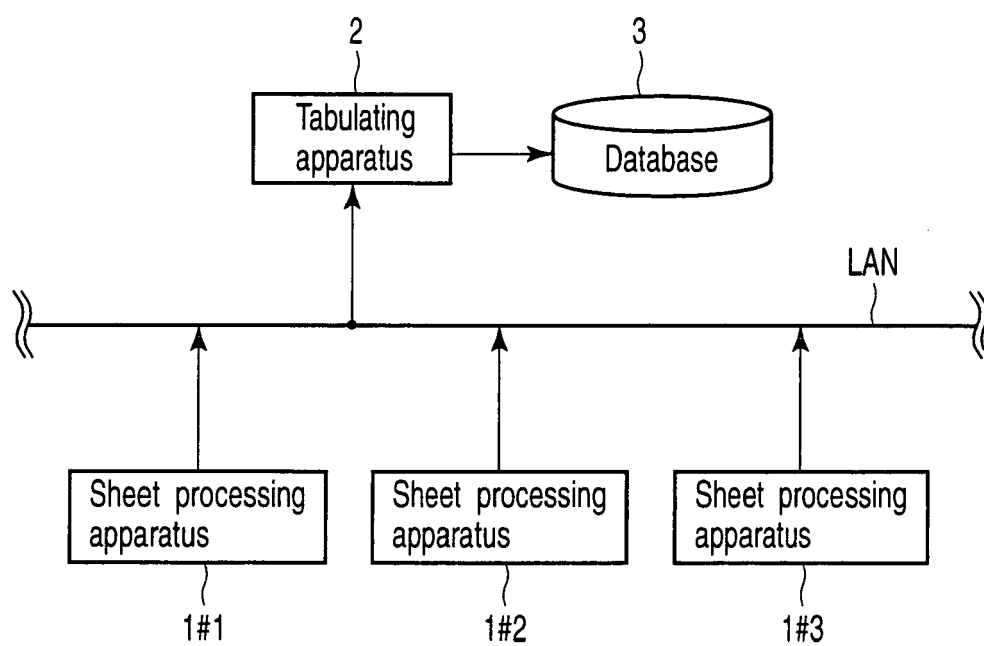 2
3
Tabulating
apparatus
Database
LAN
Sheet processing
apparatus
Sheet processing
apparatus
Sheet processing
apparatus
1#1
1#2
1#3